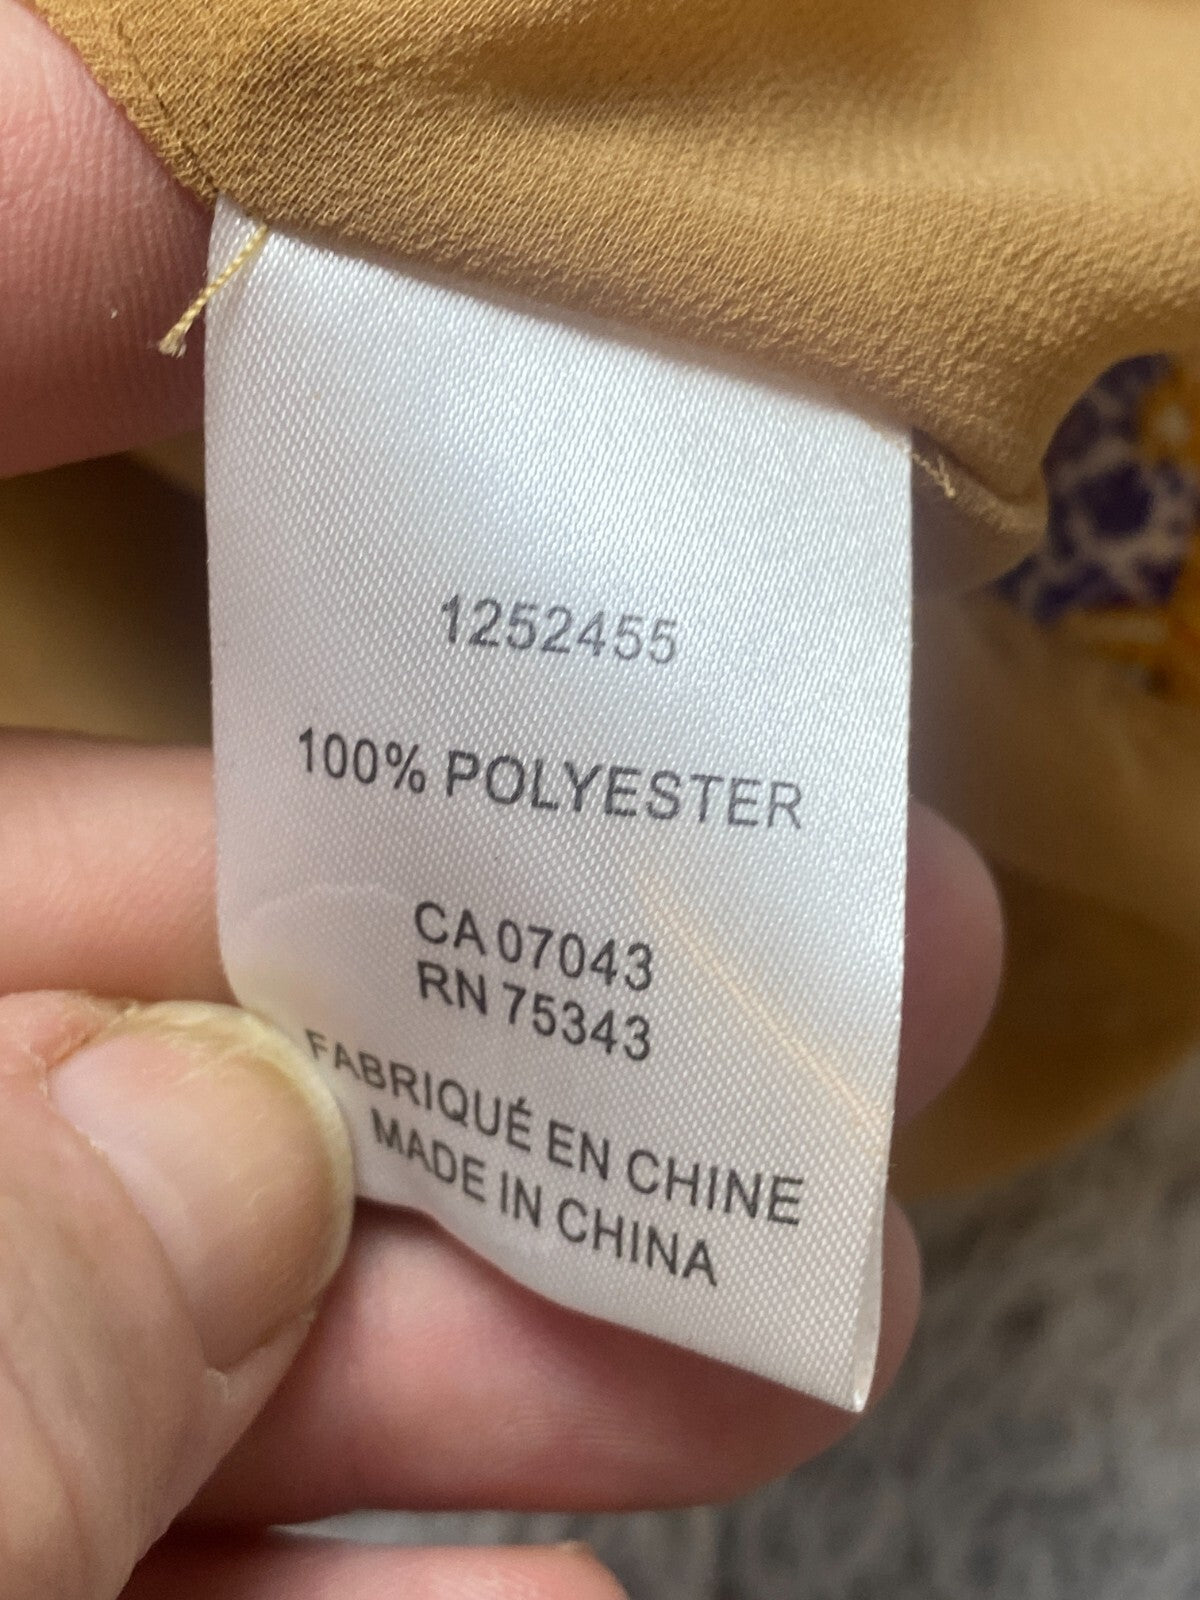 1252455
100% POLYESTER
CA 07043
RN 75343
FABRIQUÉ EN CHINE
MADE IN CHINA